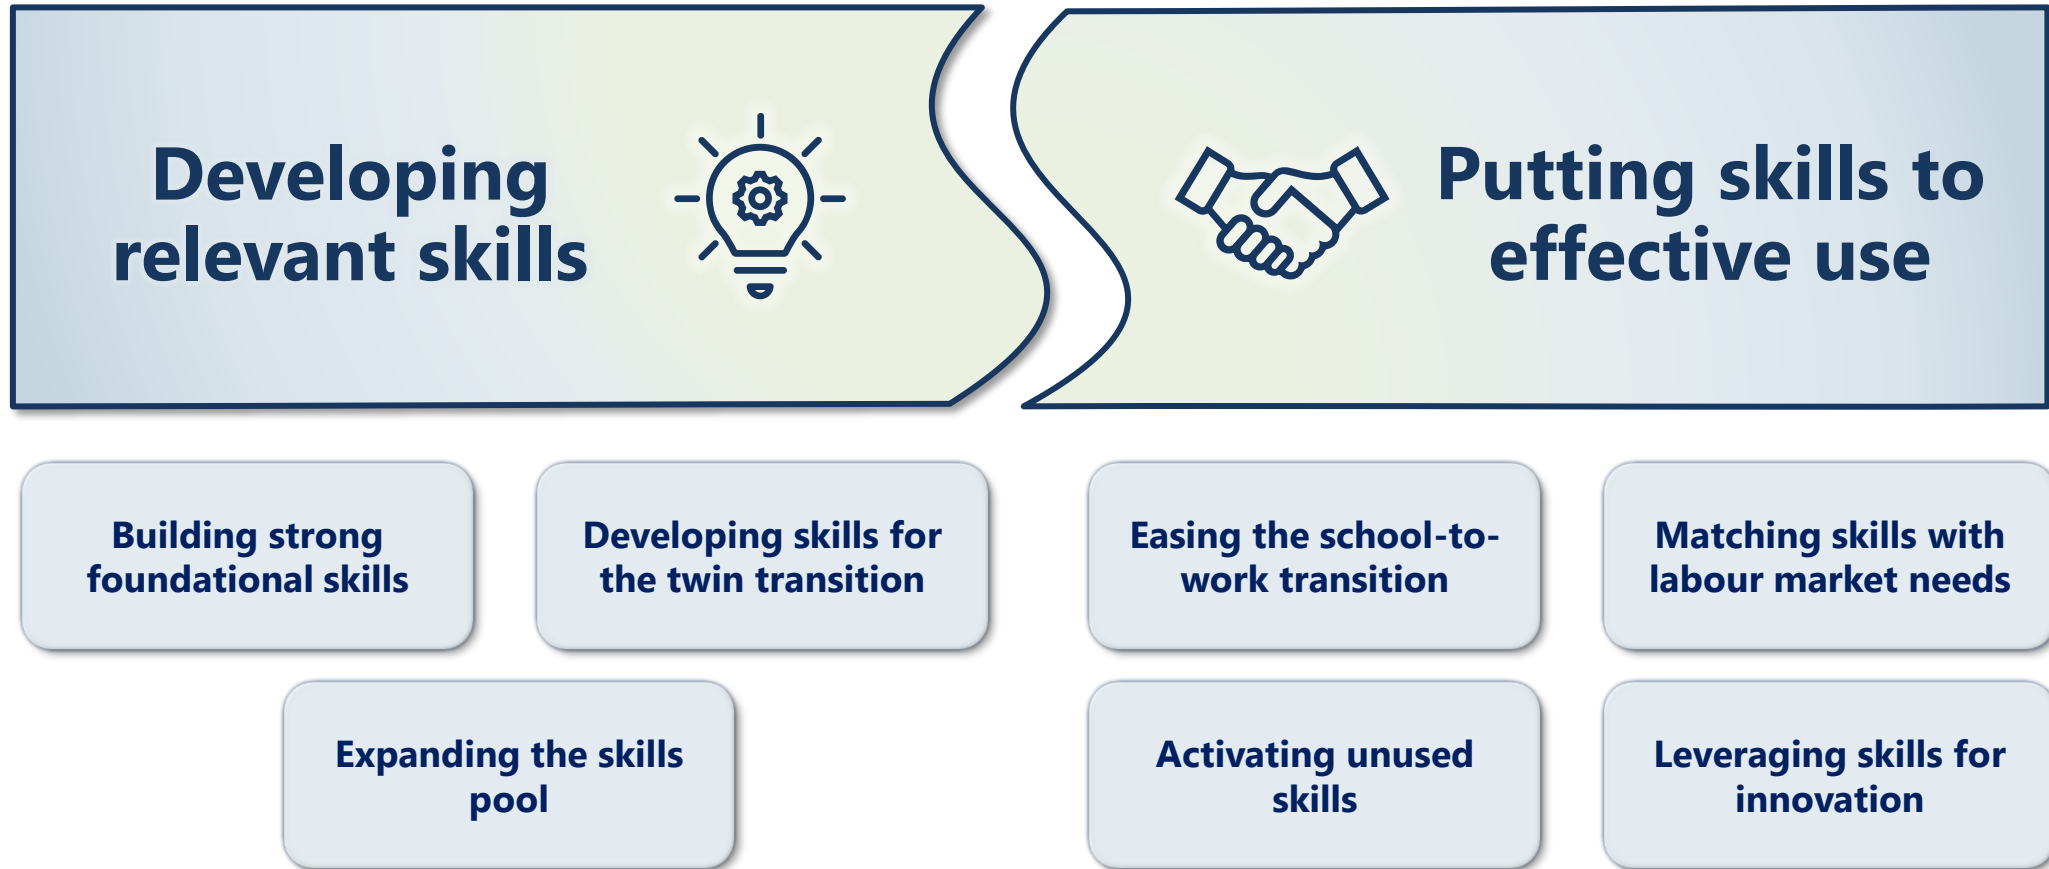 Developing
relevant skills
Putting skills to
effective use
Building strong
foundational skills
Developing skills for
the twin transition
Easing the school-to-
work transition
Matching skills with
labour market needs
Expanding the skills
pool
Activating unused
skills
Leveraging skills for
innovation